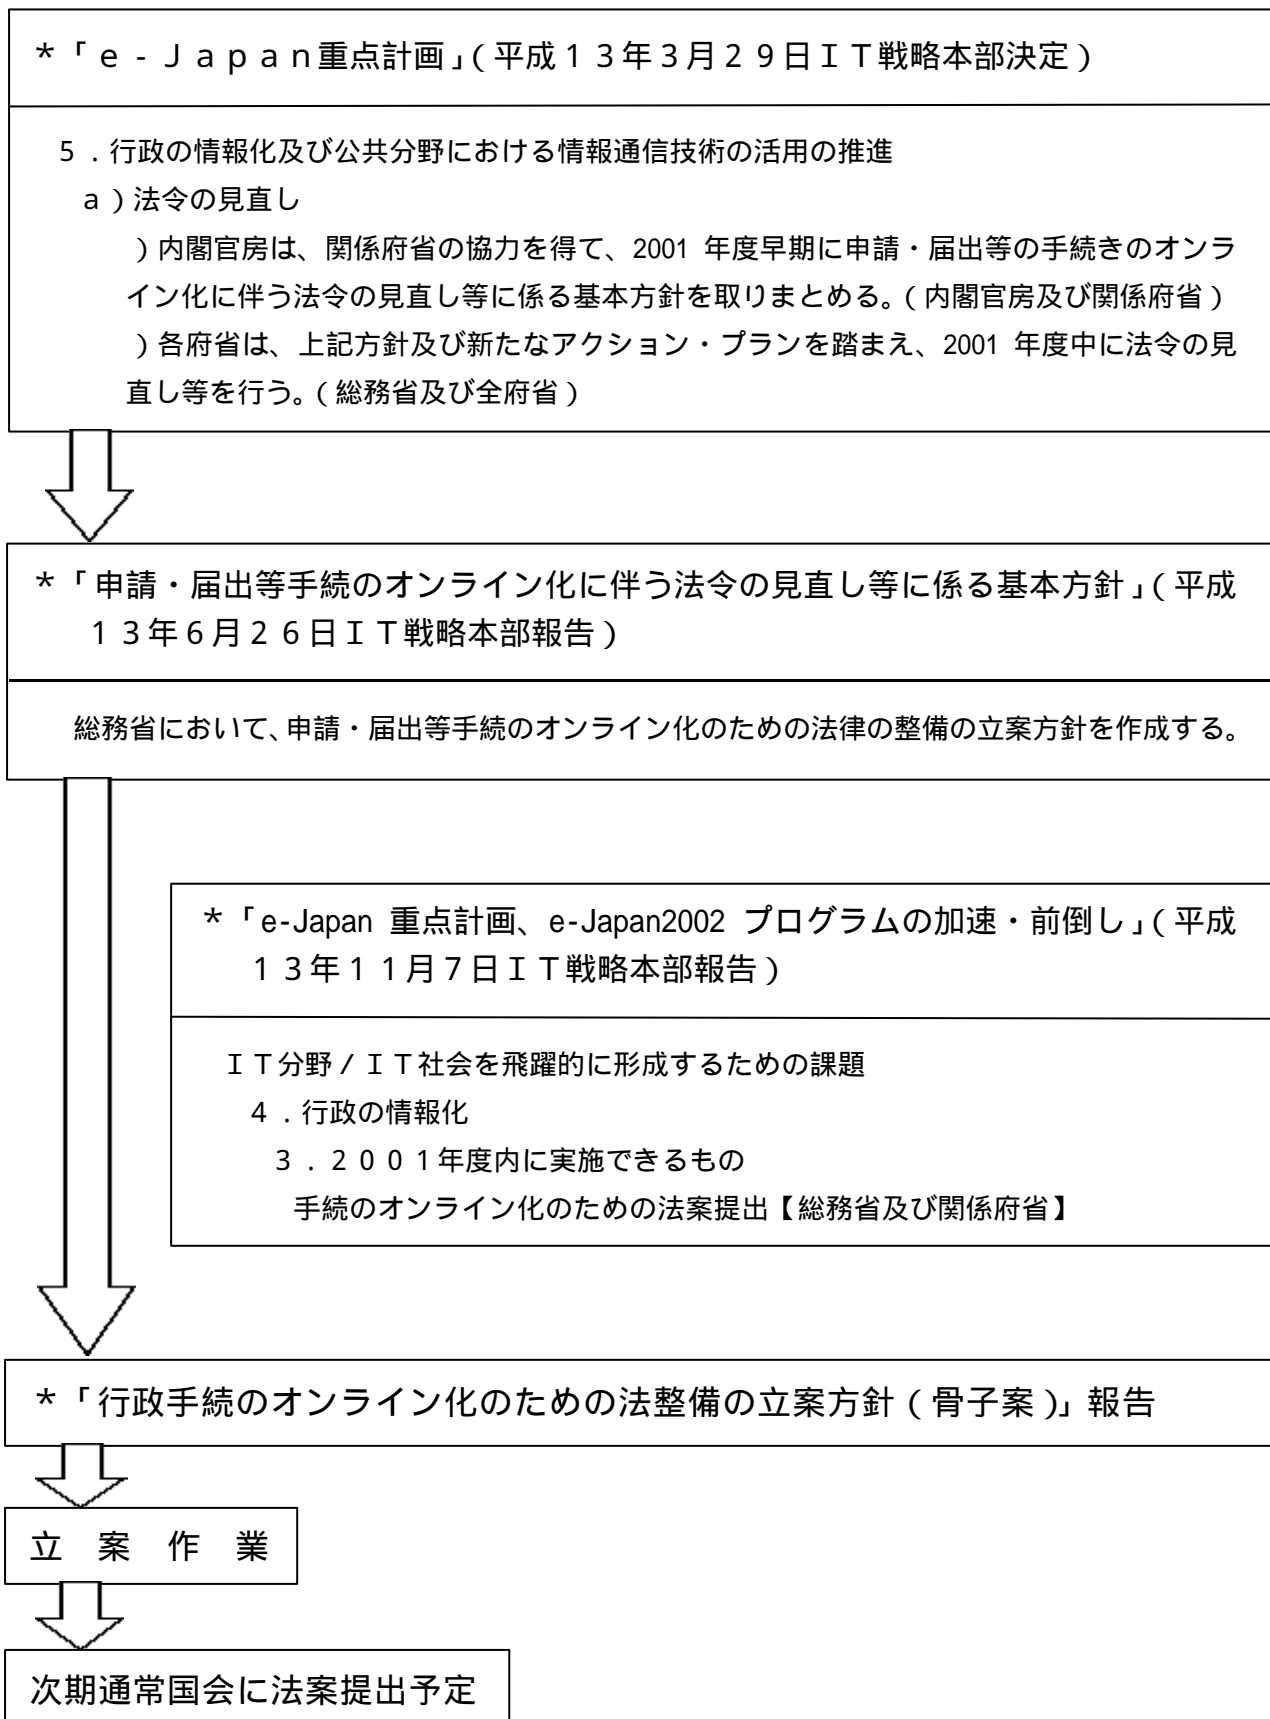 *「e-Japan重点計画」(平成13年3月29日IT戦略本部決定)
5.行政の情報化及び公共分野における情報通信技術の活用の推進
a)法令の見直し
)内閣官房は、関係府省の協力を得て、2001 年度早期に申請・届出等の手続きのオンラ
イン化に伴う法令の見直し等に係る基本方針を取りまとめる。(内閣官房及び関係府省)
)各府省は、上記方針及び新たなアクション・プランを踏まえ、2001 年度中に法令の見
直し等を行う。(総務省及び全府省)
*「申請・届出等手続のオンライン化に伴う法令の見直し等に係る基本方針」(平成
13年6月26日IT戦略本部報告)
総務省において、申請・届出等手続のオンライン化のための法律の整備の立案方針を作成する。
*「e-Japan 重点計画、e-Japan2002 プログラムの加速・前倒し」(平成
13年11月7日IT戦略本部報告)
IT分野/IT社会を飛躍的に形成するための課題
4.行政の情報化
3.2001年度内に実施できるもの
手続のオンライン化のための法案提出【総務省及び関係府省】
*「行政手続のオンライン化のための法整備の立案方針(骨子案)」報告
立 案 作 業
次期通常国会に法案提出予定